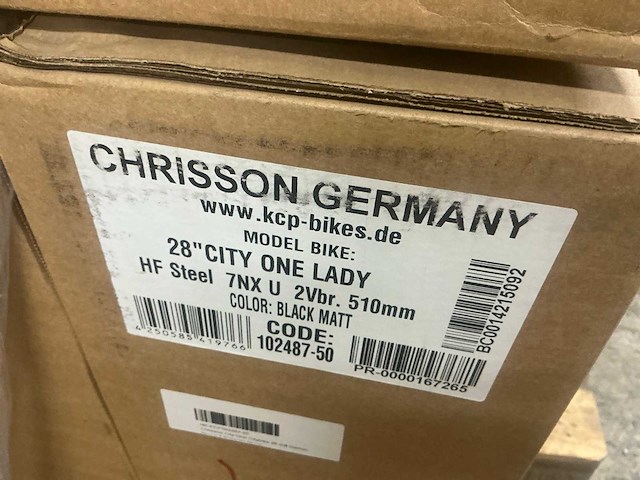 CHRISSON GERMANY
www.kcp-bikes.de
MODEL BIKE:
28"CITY ONE LADY
HF Steel 7NX U 2Vbr. 510mm
COLOR: BLACK MATT
CODE:
102487-50
4250585419766
PR-0000167265
BC0014215092